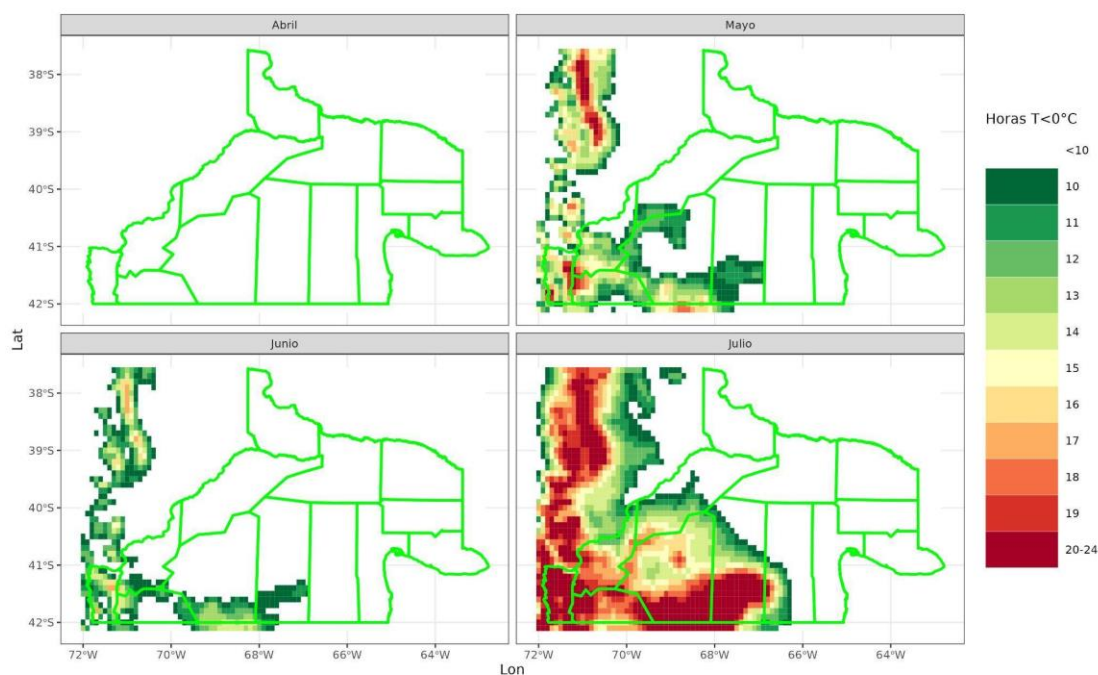 Abril
Mayo
38°S
39°S
40°S
41°S
42°S
Junio
Julio
38°S
39°S
40°S
41°S
42°S
72°W
70°W
68°W
66°W
64°W
72°W
70°W
68°W
66°W
64°W
Lat
Lon
Horas T<0°C
<10
10
11
12
13
14
15
16
17
18
19
20-24